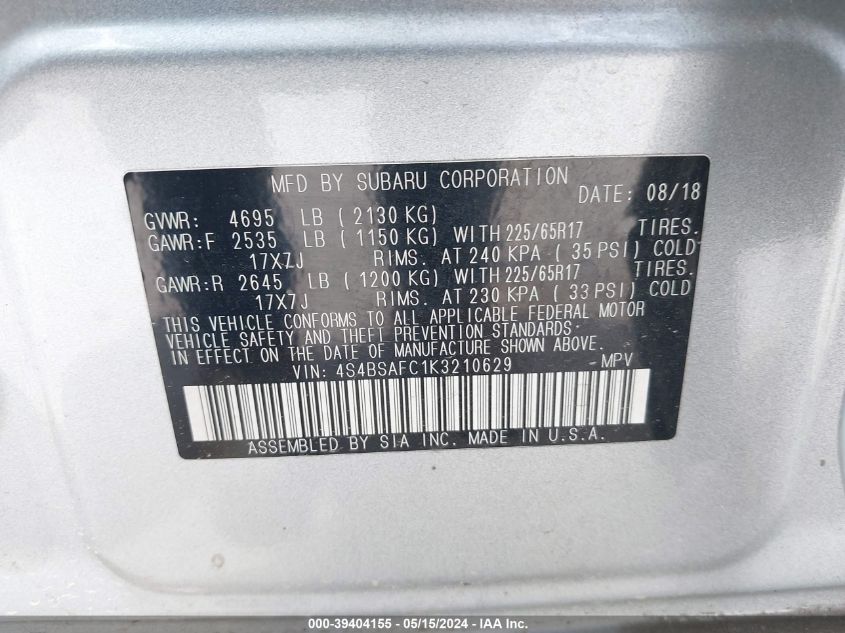 MFD BY SUBARU CORPORATION DATE: 08/18
GVWR: 4695 LB (2130 KG)
GAWR:F 2535 LB (1150 KG) WITH 225/65R17 TIRES.
17X7J RIMS. AT 240 KPA (35 PSI) COLD
GAWR:R 2645 LB (1200 KG) WITH 225/65R17 TIRES.
17X7J RIMS. AT 230 KPA (33 PSI) COLD
THIS VEHICLE CONFORMS TO ALL APPLICABLE FEDERAL MOTOR
VEHICLE SAFETY AND THEFT PREVENTION STANDARDS
IN EFFECT ON THE DATE OF MANUFACTURE SHOWN ABOVE.
VIN: 4S4BSAFC1K3210629 MPV
ASSEMBLED BY SIA INC. MADE IN U.S.A.
000-39404155 - 05/15/2024 - IAA Inc.